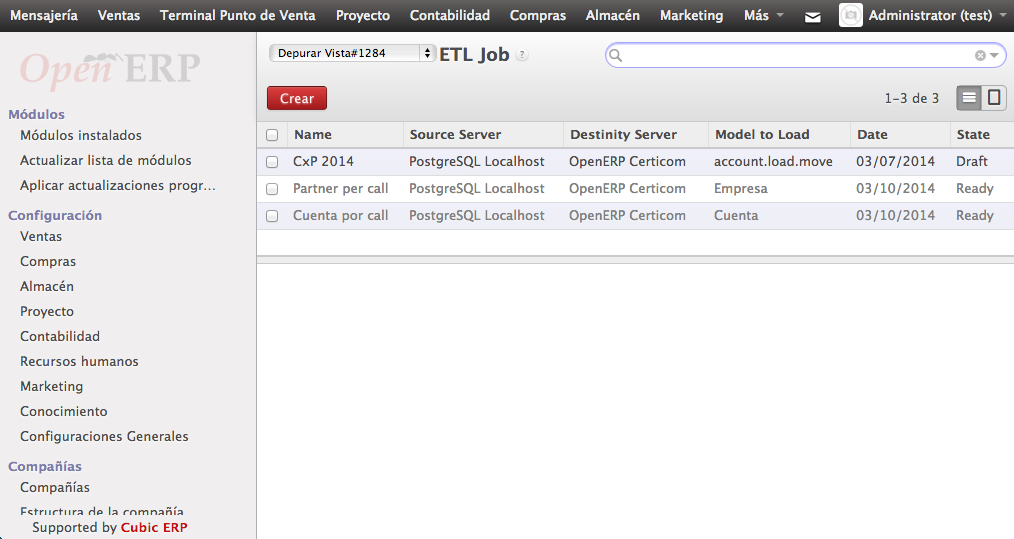 Mensajería Ventas Terminal Punto de Venta Proyecto Contabilidad Compras Almacén Marketing Más Administrator (test)
Open ERP
Módulos
Módulos instalados
Actualizar lista de módulos
Aplicar actualizaciones progr...
Configuración
Ventas
Compras
Almacén
Proyecto
Contabilidad
Recursos humanos
Marketing
Conocimiento
Configuraciones Generales
Compañías
Compañías
Estructura de la compañía
Supported by Cubic ERP
Depurar Vista#1284 ETL Job ?
Crear 1-3 de 3
Name Source Server Destinity Server Model to Load Date State
CxP 2014 PostgreSQL Localhost OpenERP Certicom account.load.move 03/07/2014 Draft
Partner per call PostgreSQL Localhost OpenERP Certicom Empresa 03/10/2014 Ready
Cuenta por call PostgreSQL Localhost OpenERP Certicom Cuenta 03/10/2014 Ready